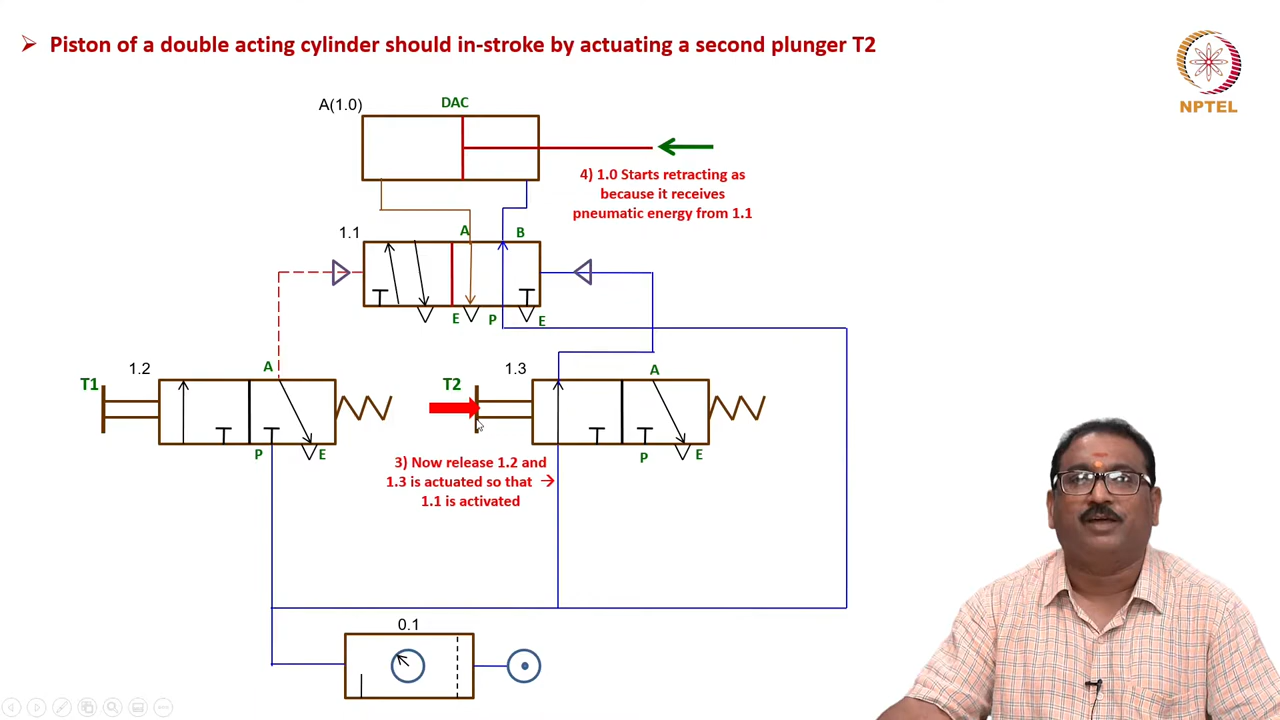 Piston of a double acting cylinder should in-stroke by actuating a second plunger T2
NPTEL
A(1.0)
DAC
4) 1.0 Starts retracting as
because it receives
pneumatic energy from 1.1
1.1
A
B
E
P
E
1.2
A
T1
P
E
T2
1.3
A
P
E
3) Now release 1.2 and
1.3 is actuated so that →
1.1 is activated
0.1